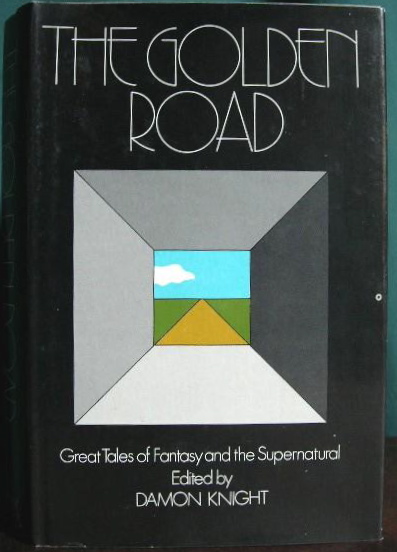 THE GOLDEN
ROAD
Great Tales of Fantasy and the Supernatural
Edited by
DAMON KNIGHT